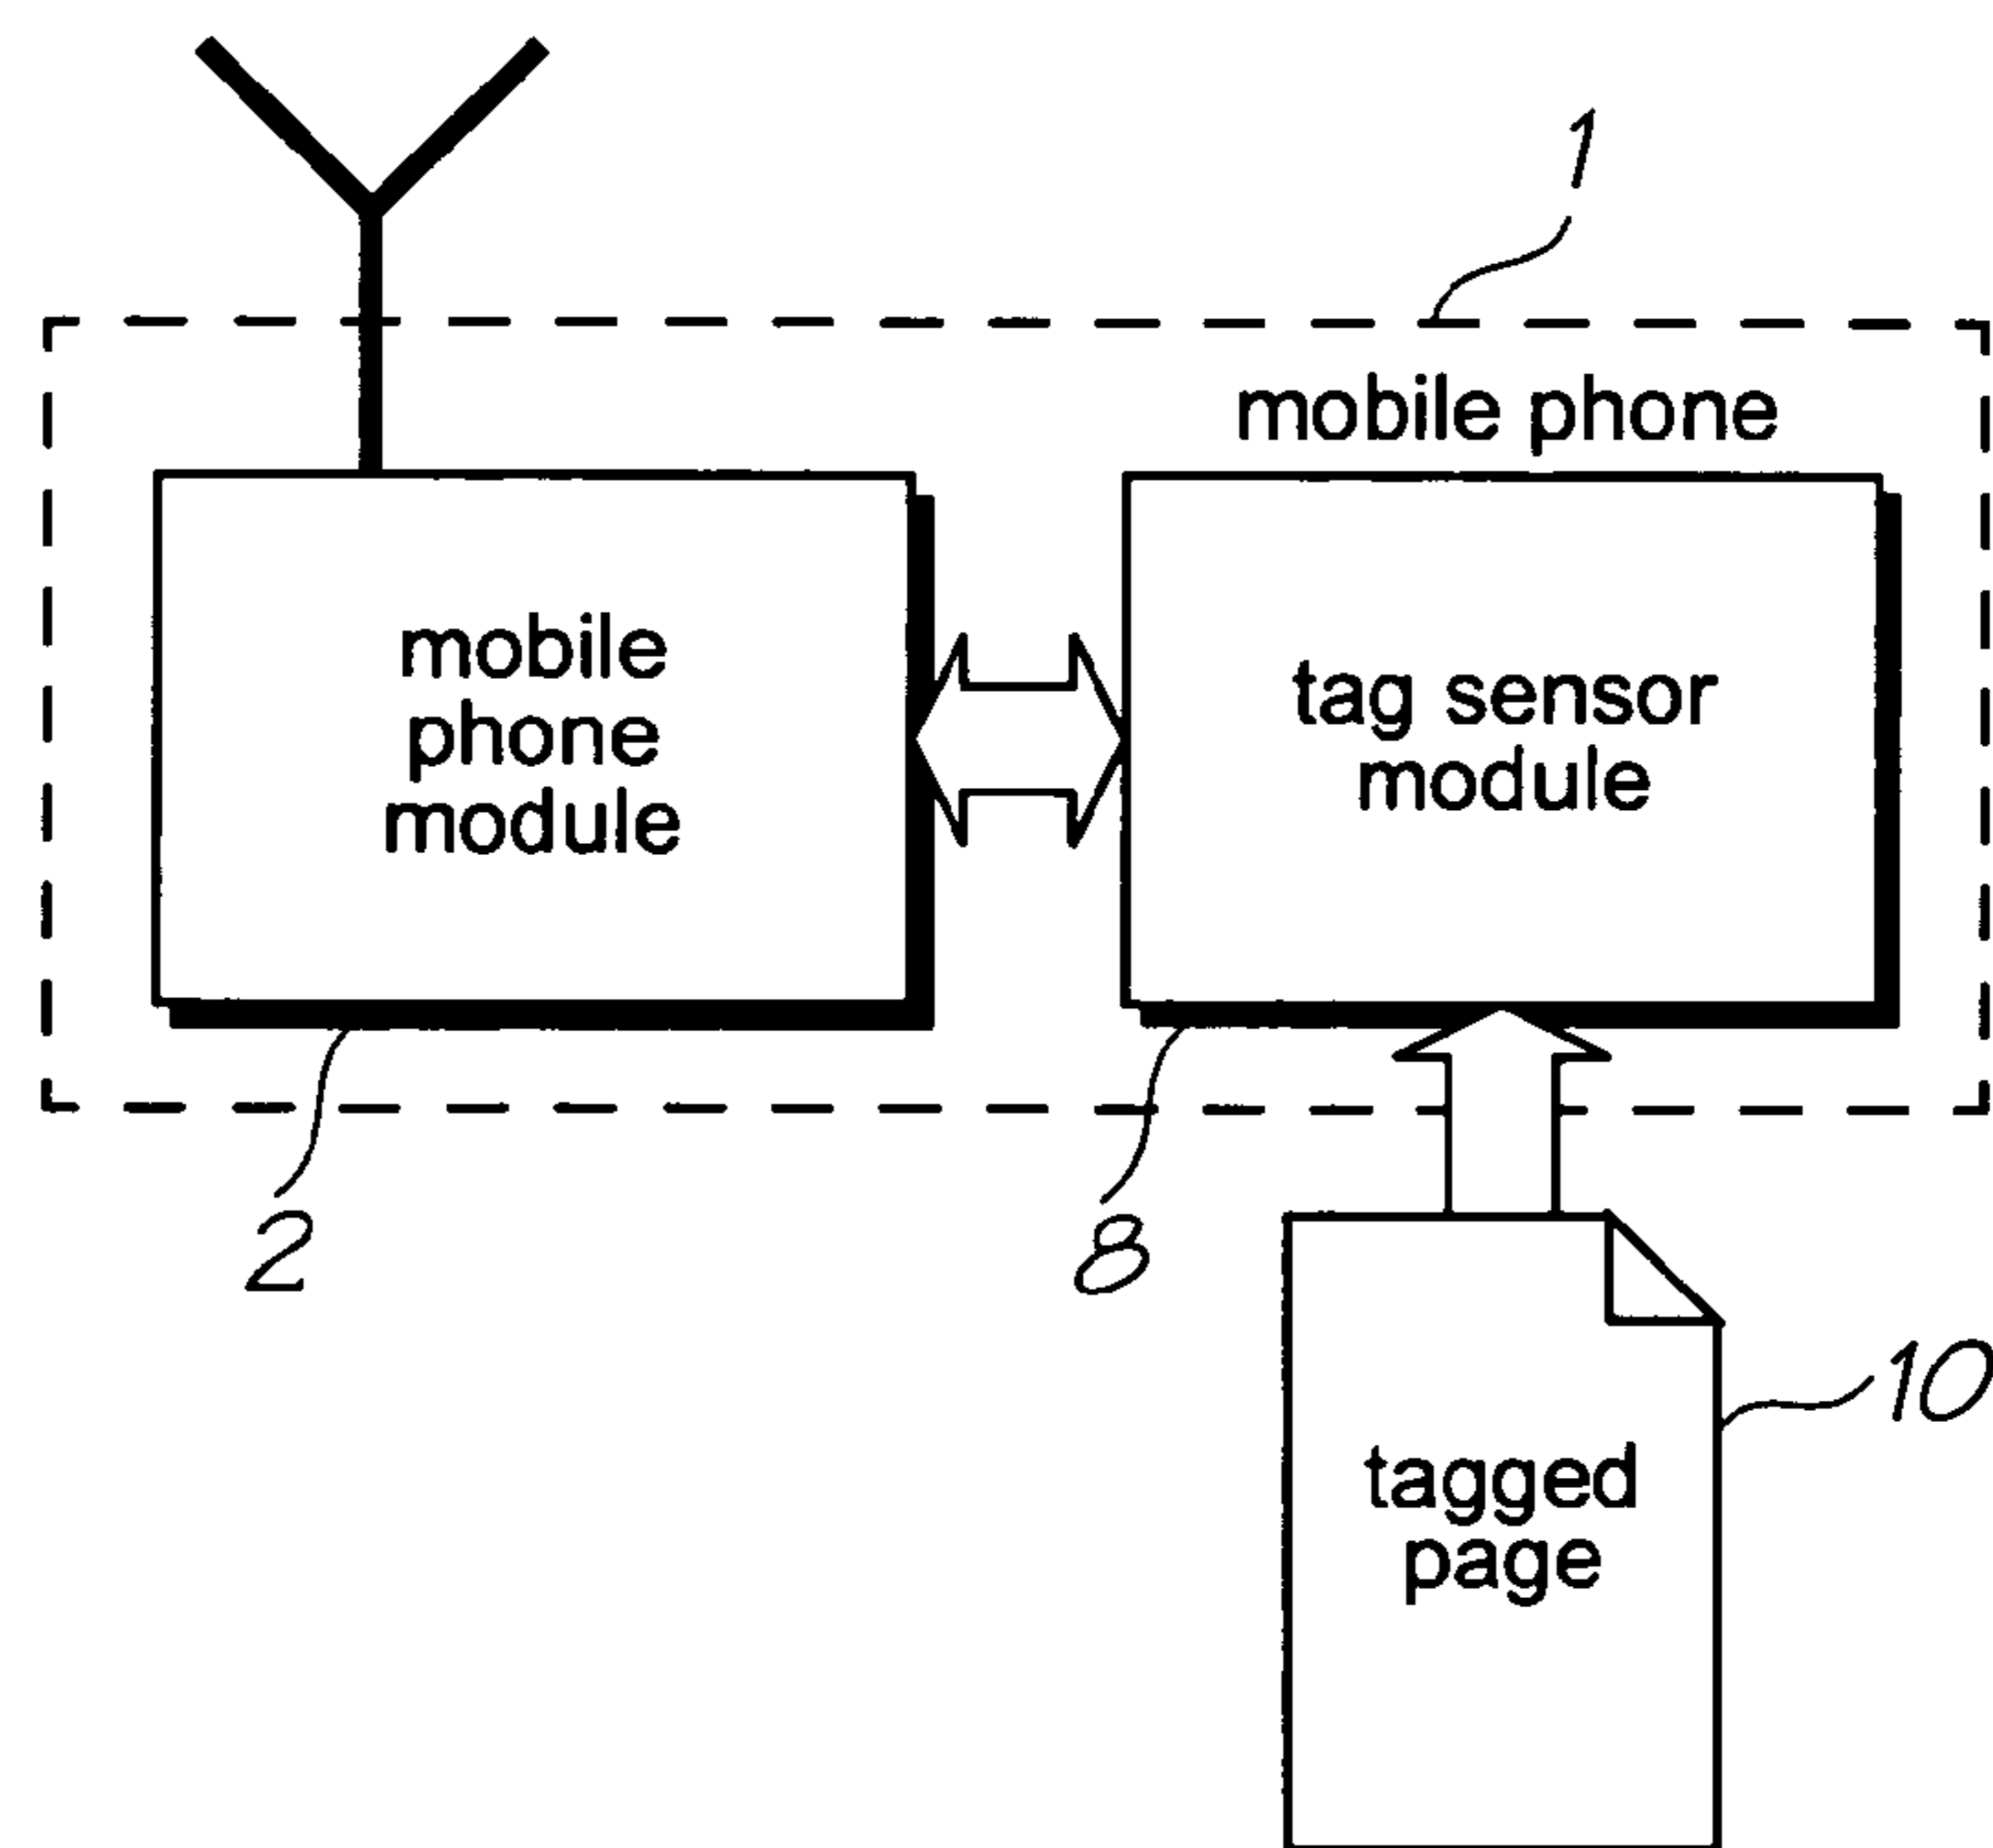 1
mobile phone
mobile
phone
module
tag sensor
module
2
8
10
tagged
page